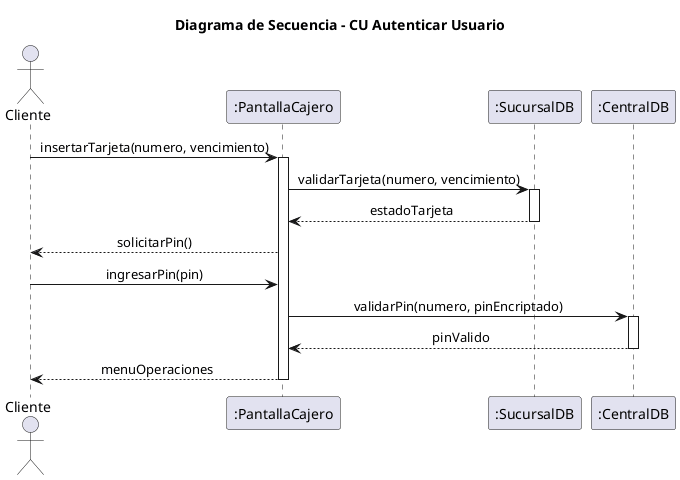 Diagrama de Secuencia - CU Autenticar Usuario
Cliente
:PantallaCajero
:SucursalDB
:CentralDB
insertarTarjeta(numero, vencimiento)
validarTarjeta(numero, vencimiento)
estadoTarjeta
solicitarPin()
ingresarPin(pin)
validarPin(numero, pinEncriptado)
pinValido
menuOperaciones
Cliente
:PantallaCajero
:SucursalDB
:CentralDB